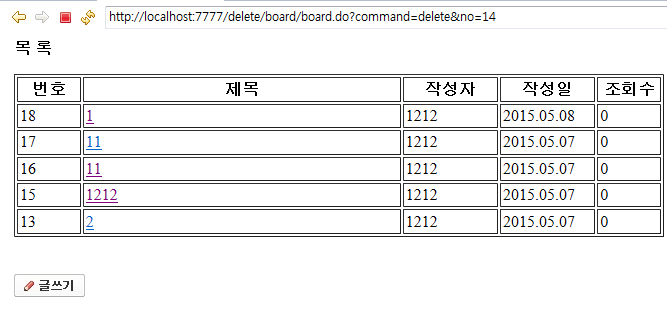 http://localhost:7777/delete/board/board.do?command=delete&no=14
목 록
번호 제목 작성자 작성일 조회수
18 1 1212 2015.05.08 0
17 11 1212 2015.05.07 0
16 11 1212 2015.05.07 0
15 1212 1212 2015.05.07 0
13 2 1212 2015.05.07 0
글쓰기